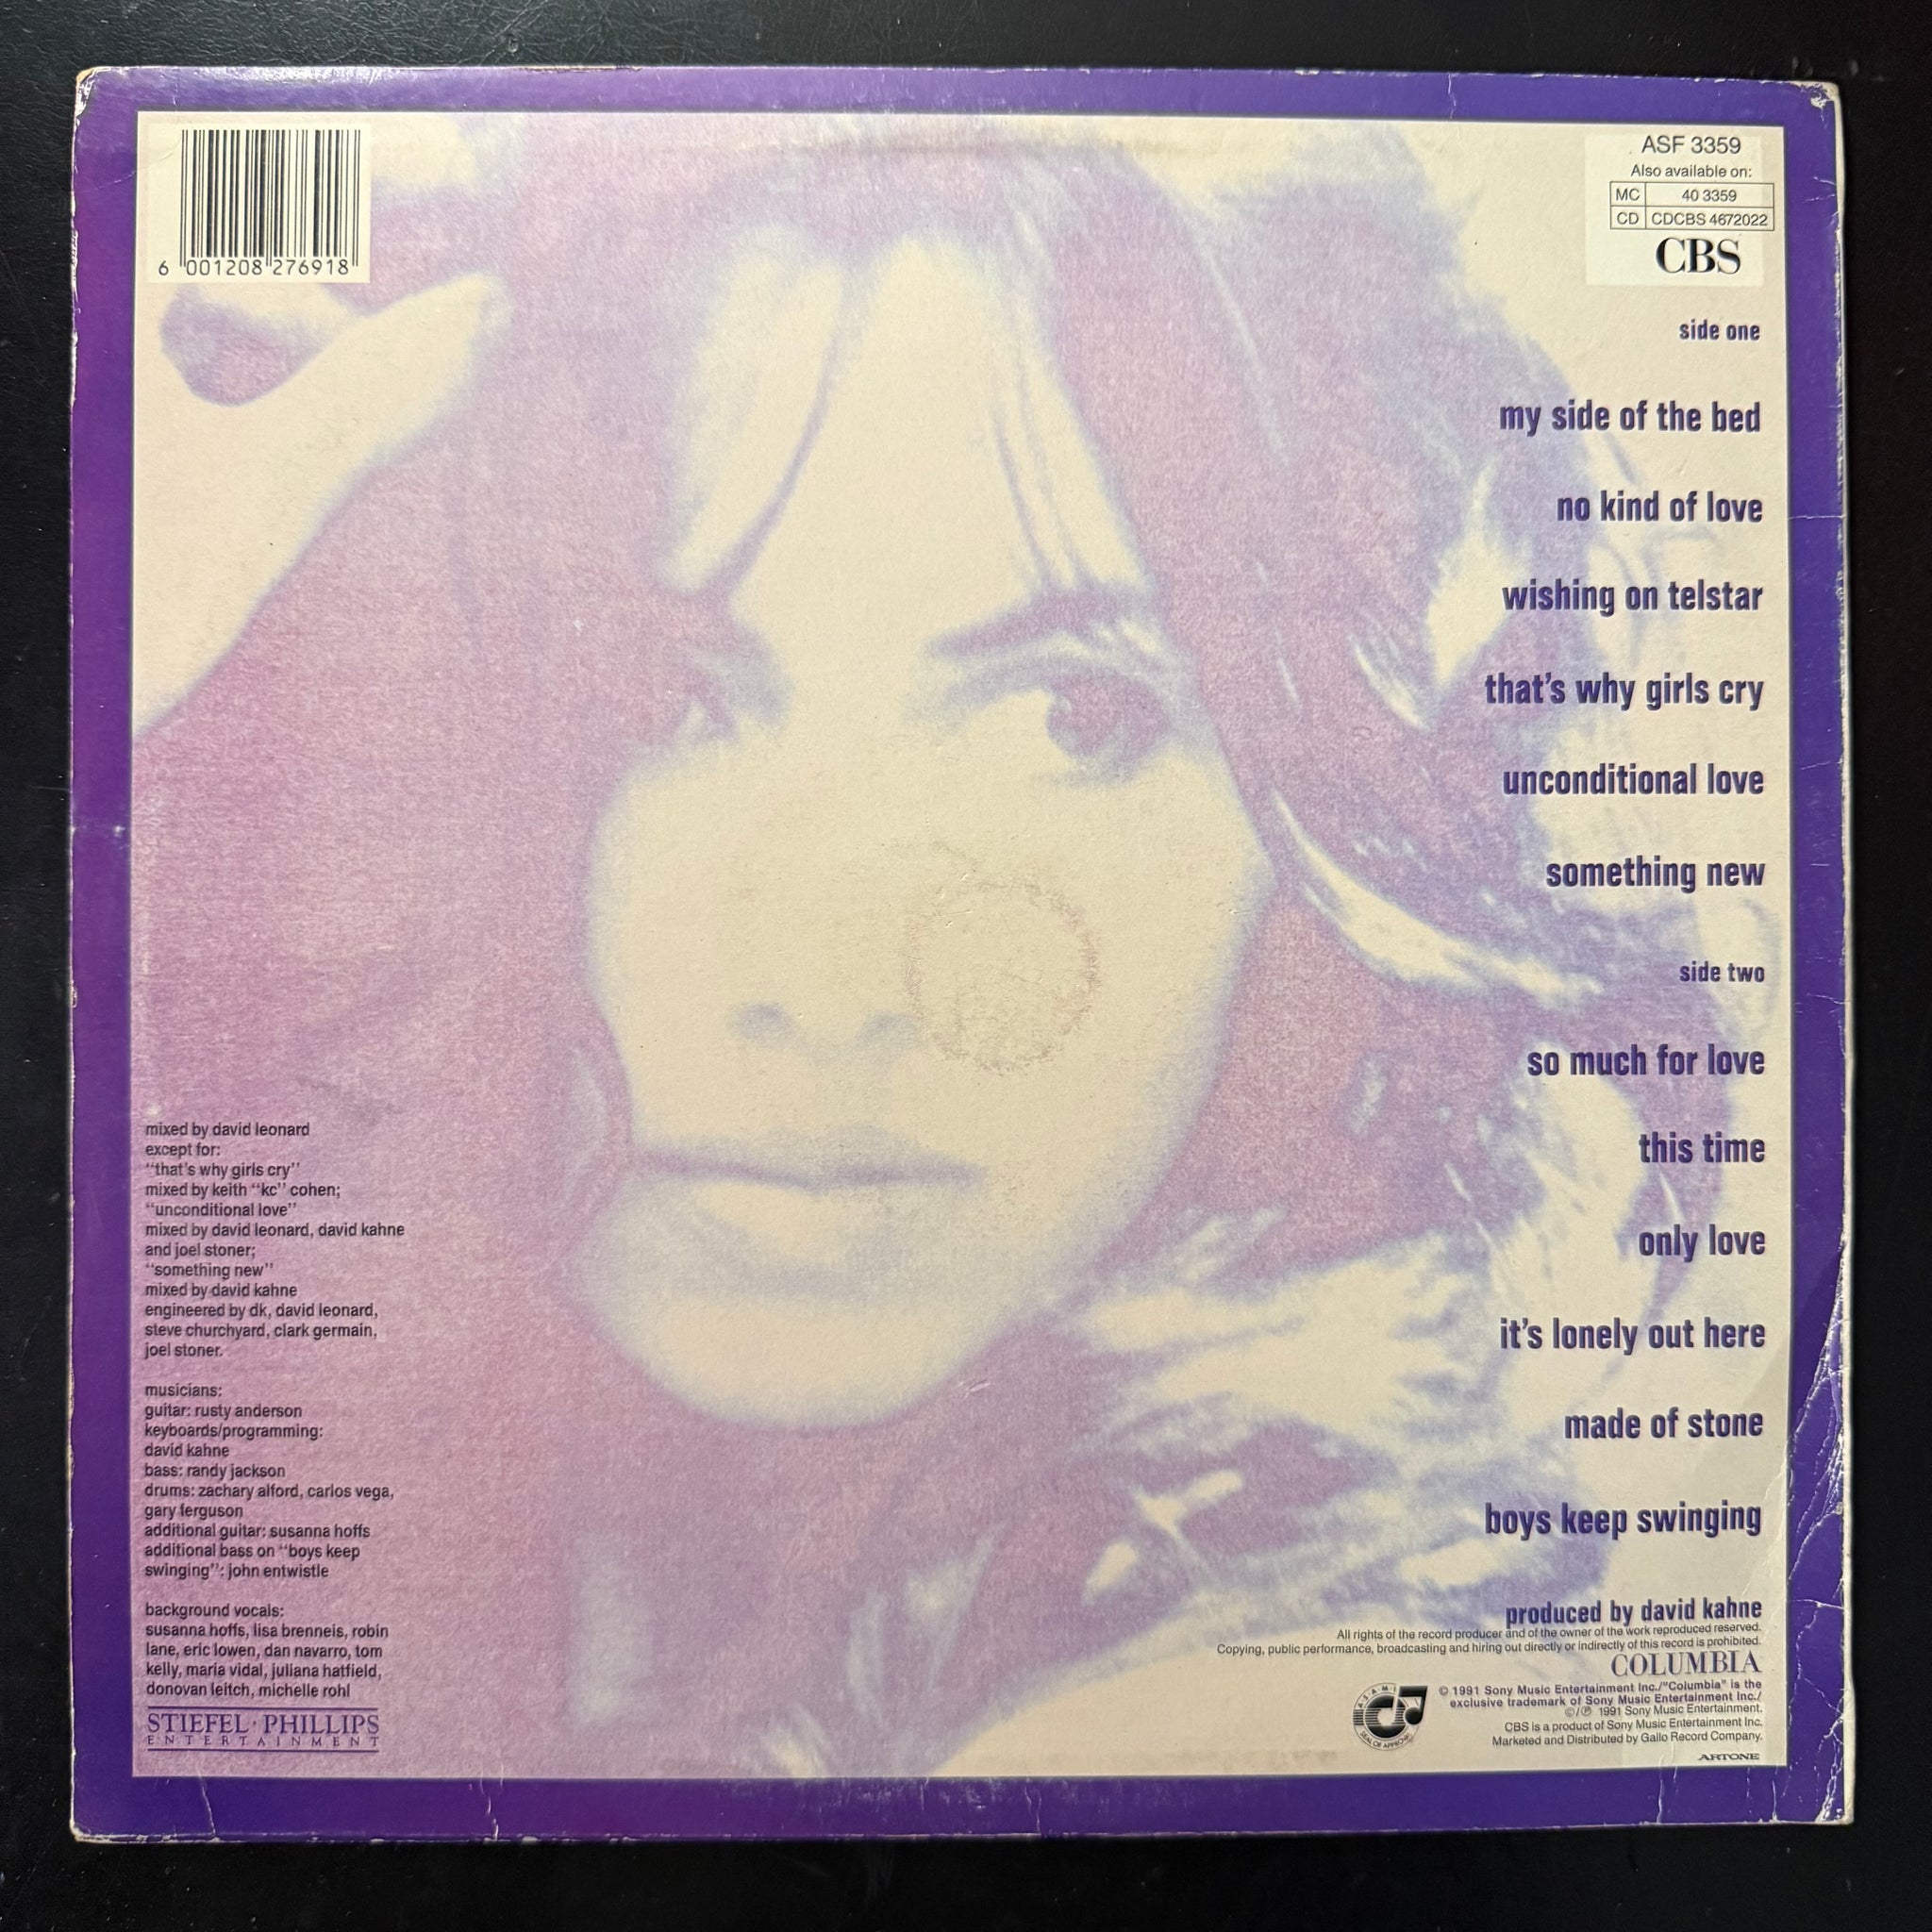 6 001208 276918
ASF 3359
Also available on:
MC 40 3359
CD CDCBS 4672022
CBS
side one
my side of the bed
no kind of love
wishing on telstar
that's why girls cry
unconditional love
something new
side two
so much for love
this time
only love
it's lonely out here
made of stone
boys keep swinging
produced by david kahne
All rights of the record producer and of the owner of the work reproduced reserved.
Copying, public performance, broadcasting and hiring out directly or indirectly of this record is prohibited.
COLUMBIA
© 1991 Sony Music Entertainment Inc./"Columbia" is the
exclusive trademark of Sony Music Entertainment Inc./
©/℗ 1991 Sony Music Entertainment.
CBS is a product of Sony Music Entertainment Inc.
Marketed and Distributed by Gallo Record Company.
ARTONE
A.S.A.M.I.
SEAL OF APPROVAL
mixed by david leonard
except for:
"that's why girls cry"
mixed by keith "kc" cohen;
"unconditional love"
mixed by david leonard, david kahne
and joel stoner;
"something new"
mixed by david kahne
engineered by dk, david leonard,
steve churchyard, clark germain,
joel stoner.
musicians:
guitar: rusty anderson
keyboards/programming:
david kahne
bass: randy jackson
drums: zachary alford, carlos vega,
gary ferguson
additional guitar: susanna hoffs
additional bass on "boys keep
swinging": john entwistle
background vocals:
susanna hoffs, lisa brenneis, robin
lane, eric lowen, dan navarro, tom
kelly, maria vidal, juliana hatfield,
donovan leitch, michelle rohl
STIEFEL·PHILLIPS
ENTERTAINMENT